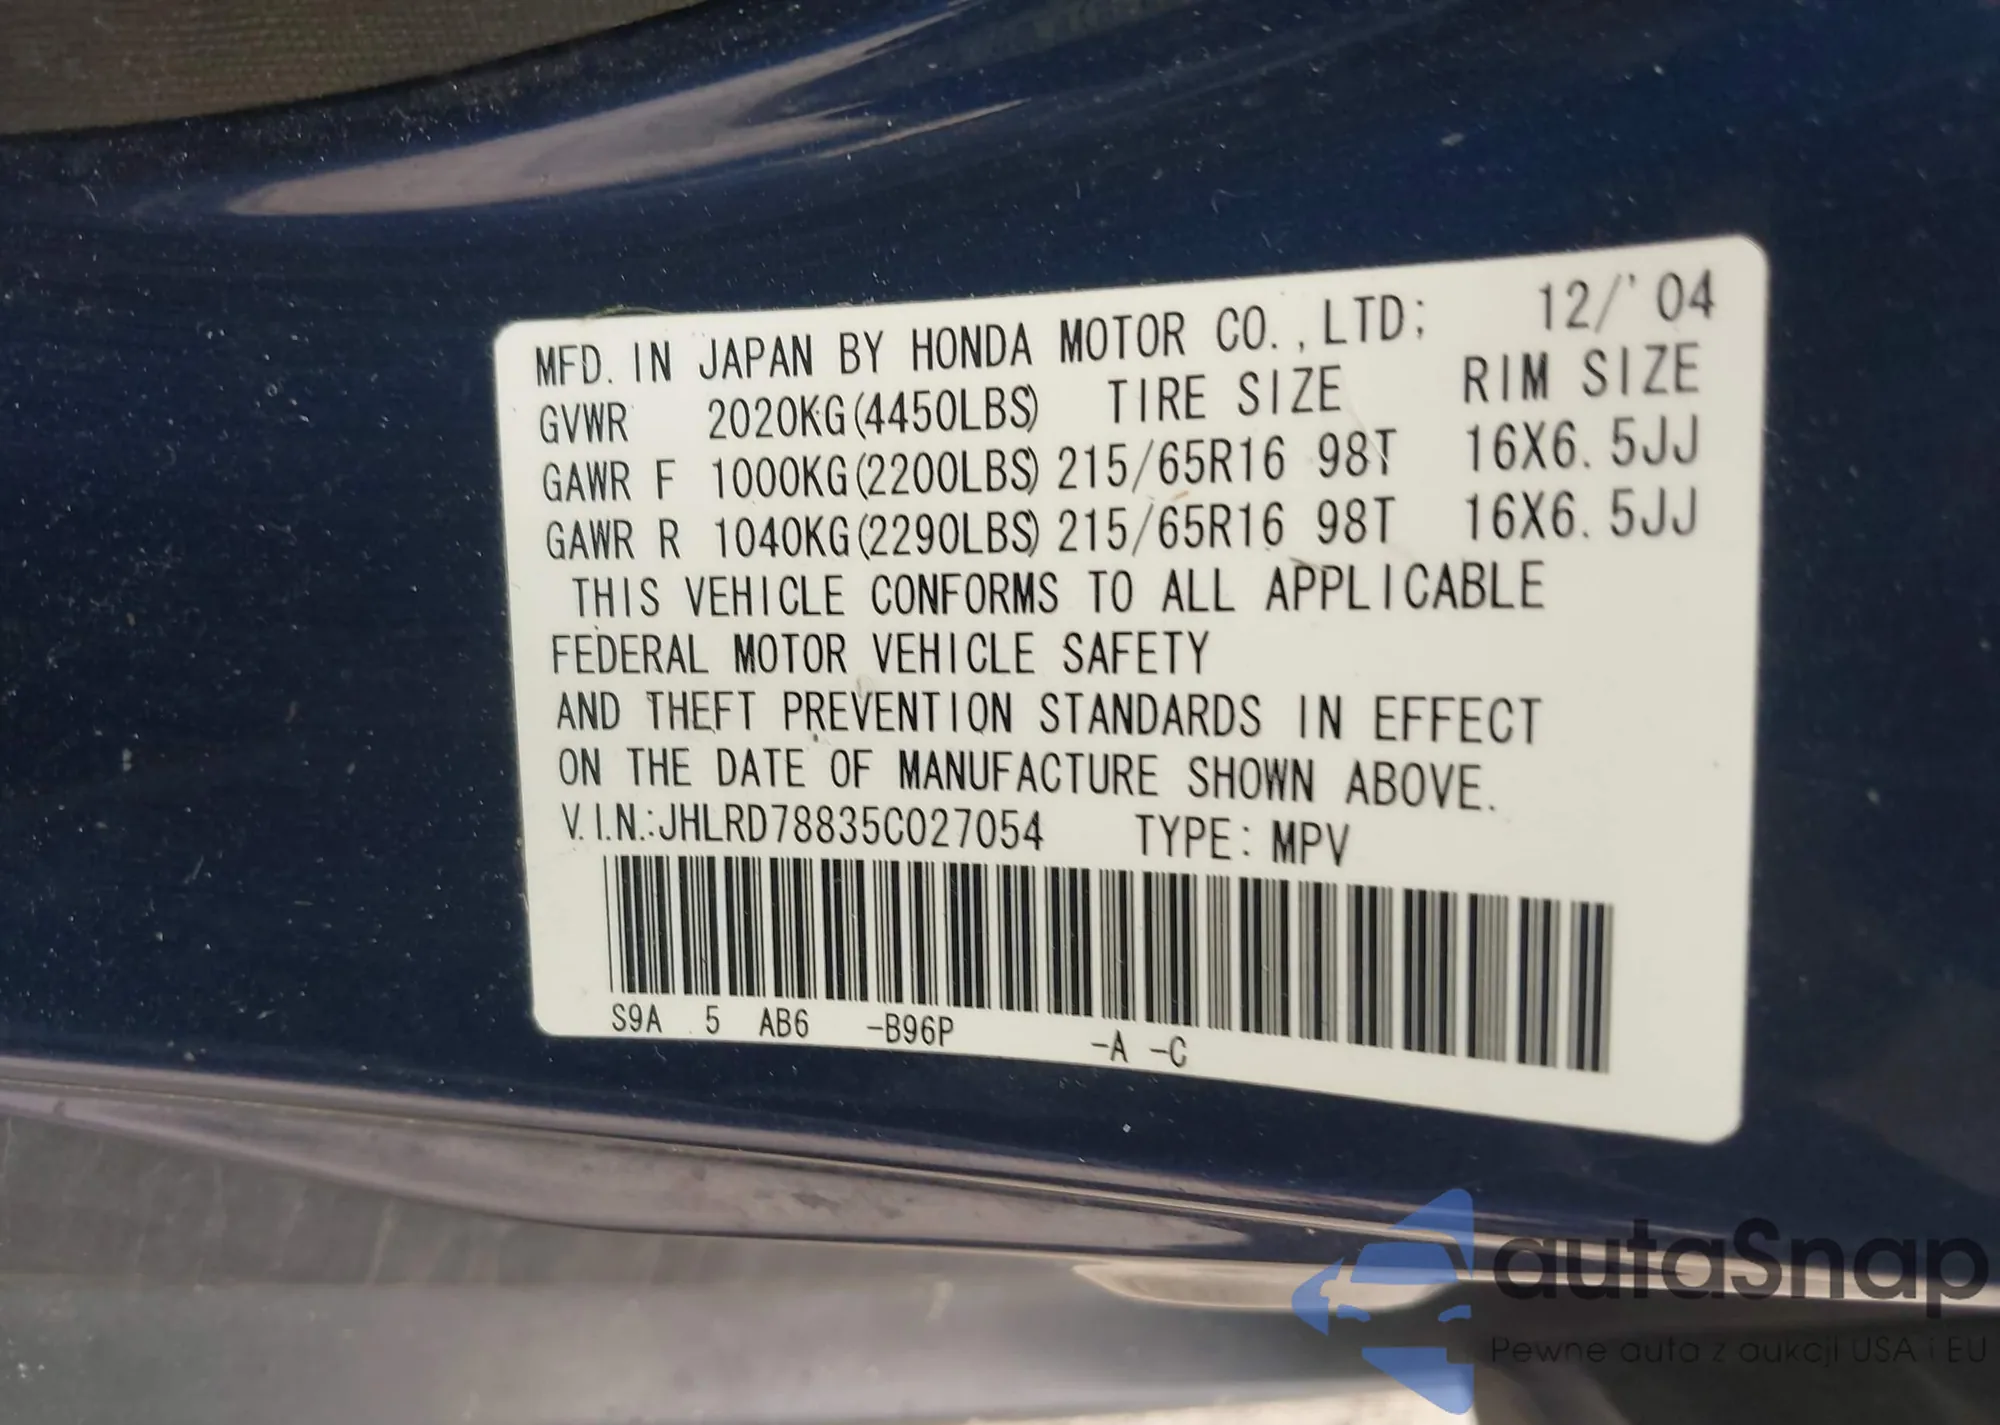 MFD. IN JAPAN BY HONDA MOTOR CO., LTD; 12/'04
GVWR 2020KG(4450LBS) TIRE SIZE RIM SIZE
GAWR F 1000KG(2200LBS) 215/65R16 98T 16X6.5JJ
GAWR R 1040KG(2290LBS) 215/65R16 98T 16X6.5JJ
THIS VEHICLE CONFORMS TO ALL APPLICABLE
FEDERAL MOTOR VEHICLE SAFETY
AND THEFT PREVENTION STANDARDS IN EFFECT
ON THE DATE OF MANUFACTURE SHOWN ABOVE.
V.I.N.:JHLRD78835C027054 TYPE: MPV
S9A 5 AB6 -B96P -A -C
autaSnap
Pewne auta z aukcji USA i EU